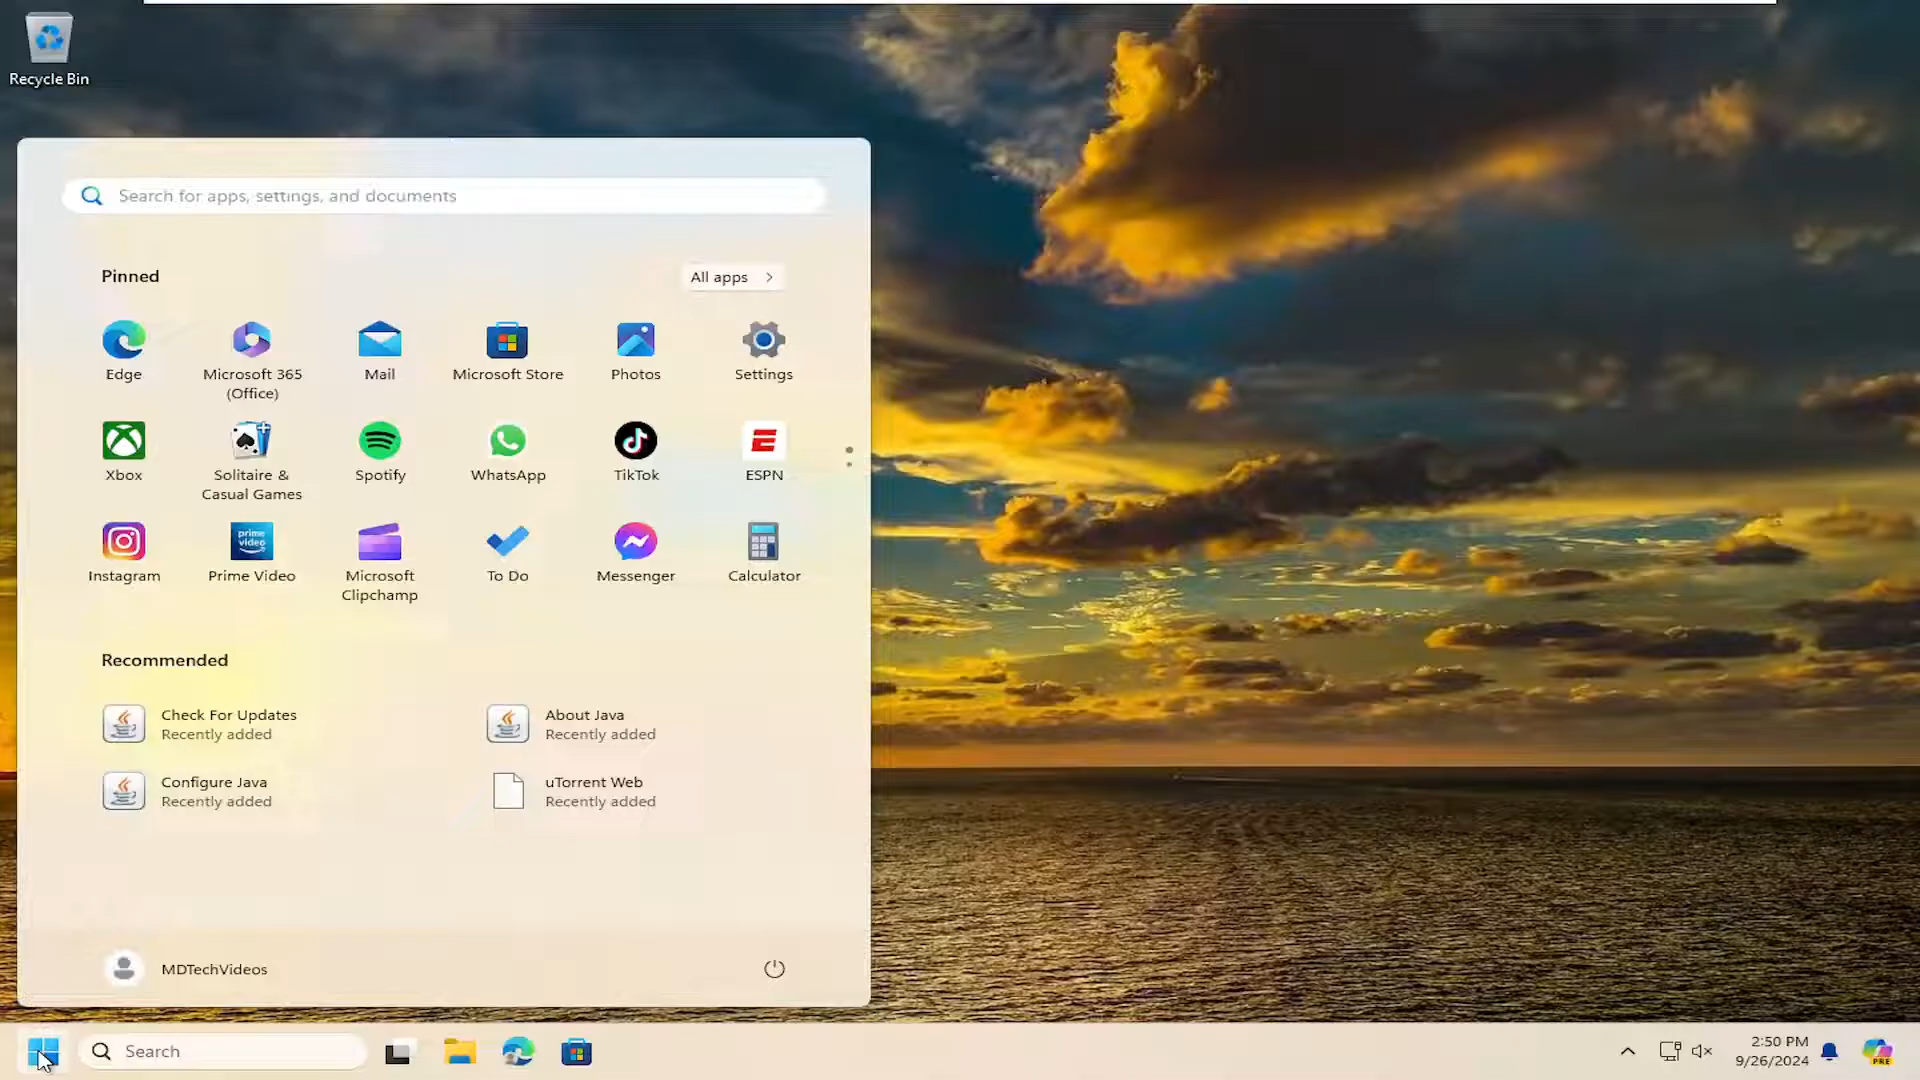 Recycle Bin
Search for apps, settings, and documents
Pinned
All apps
Edge
Microsoft 365
(Office)
Mail
Microsoft Store
Photos
Settings
Xbox
Solitaire &
Casual Games
Spotify
WhatsApp
TikTok
ESPN
Instagram
prime
video
Prime Video
Microsoft
Clipchamp
To Do
Messenger
Calculator
Recommended
Check For Updates
Recently added
About Java
Recently added
Configure Java
Recently added
uTorrent Web
Recently added
MDTechVideos
Search
2:50 PM
9/26/2024
PRE